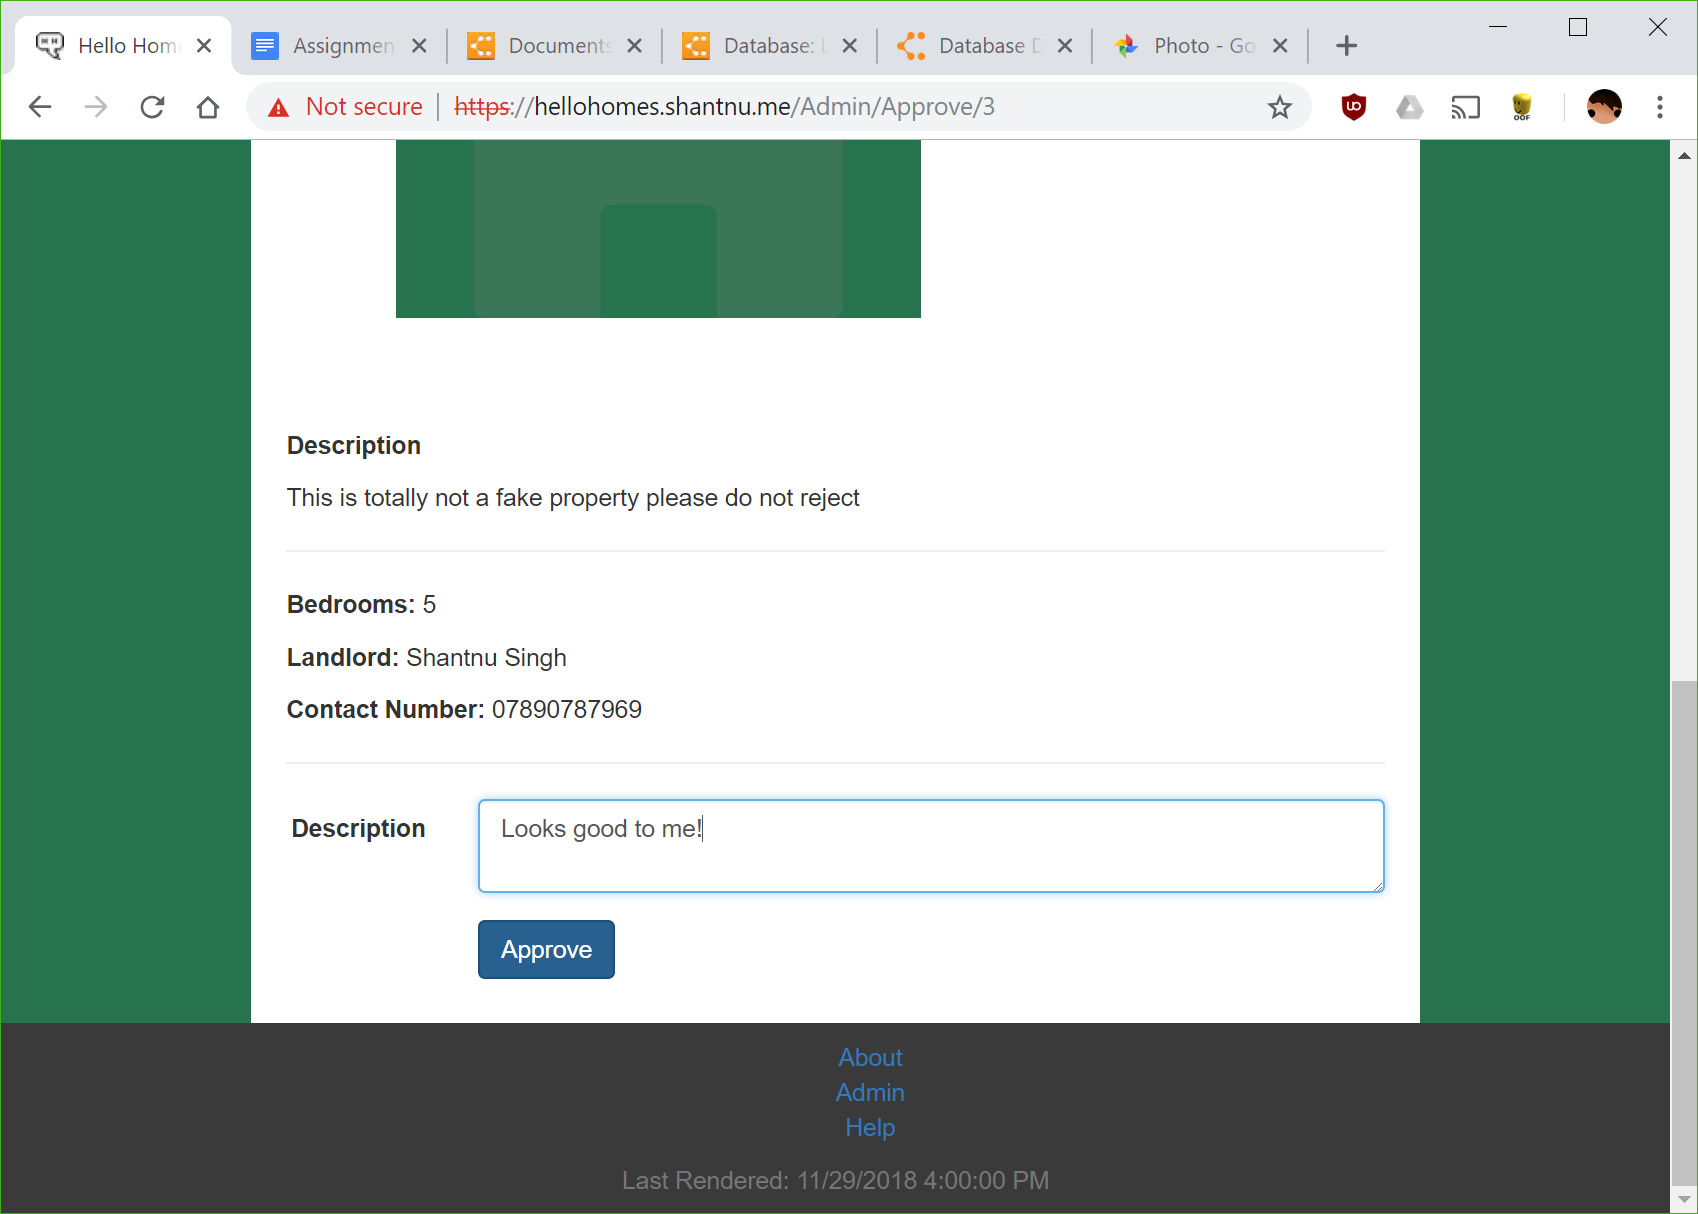 Hello Hom
Assignmen
Documents
Database: L
Database D
Photo - Go
Not secure
https://hellohomes.shantnu.me/Admin/Approve/3
UD
OOF
Description
This is totally not a fake property please do not reject
Bedrooms: 5
Landlord: Shantnu Singh
Contact Number: 07890787969
Description
Looks good to me!
Approve
About
Admin
Help
Last Rendered: 11/29/2018 4:00:00 PM